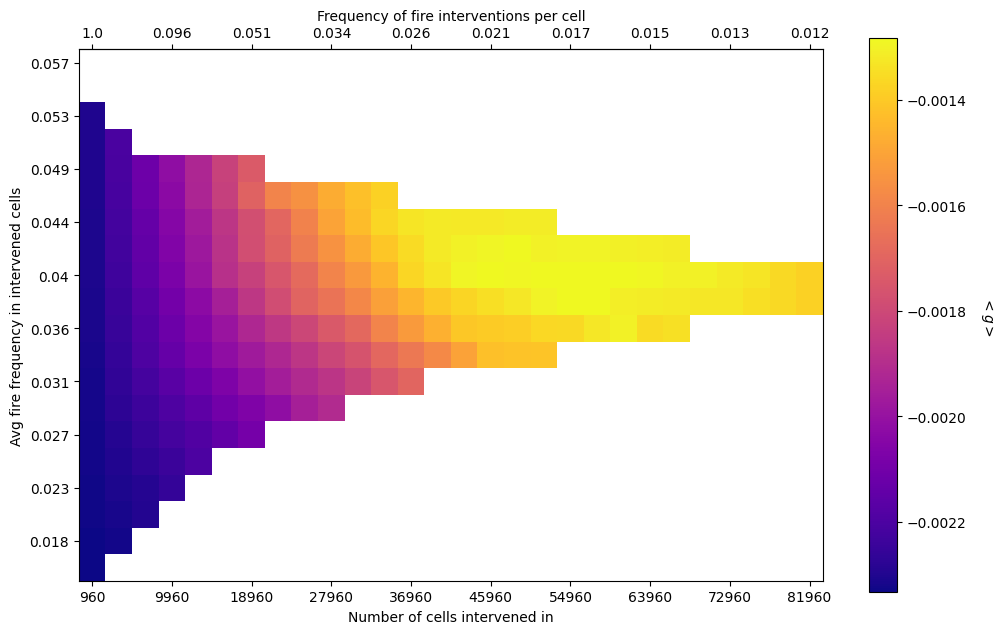 Frequency of fire interventions per cell
1.0 0.096 0.051 0.034 0.026 0.021 0.017 0.015 0.013 0.012
Avg fire frequency in intervened cells
0.057
0.053
0.049
0.044
0.04
0.036
0.031
0.027
0.023
0.018
960 9960 18960 27960 36960 45960 54960 63960 72960 81960
Number of cells intervened in
−0.0014
−0.0016
−0.0018
−0.0020
−0.0022
< g >